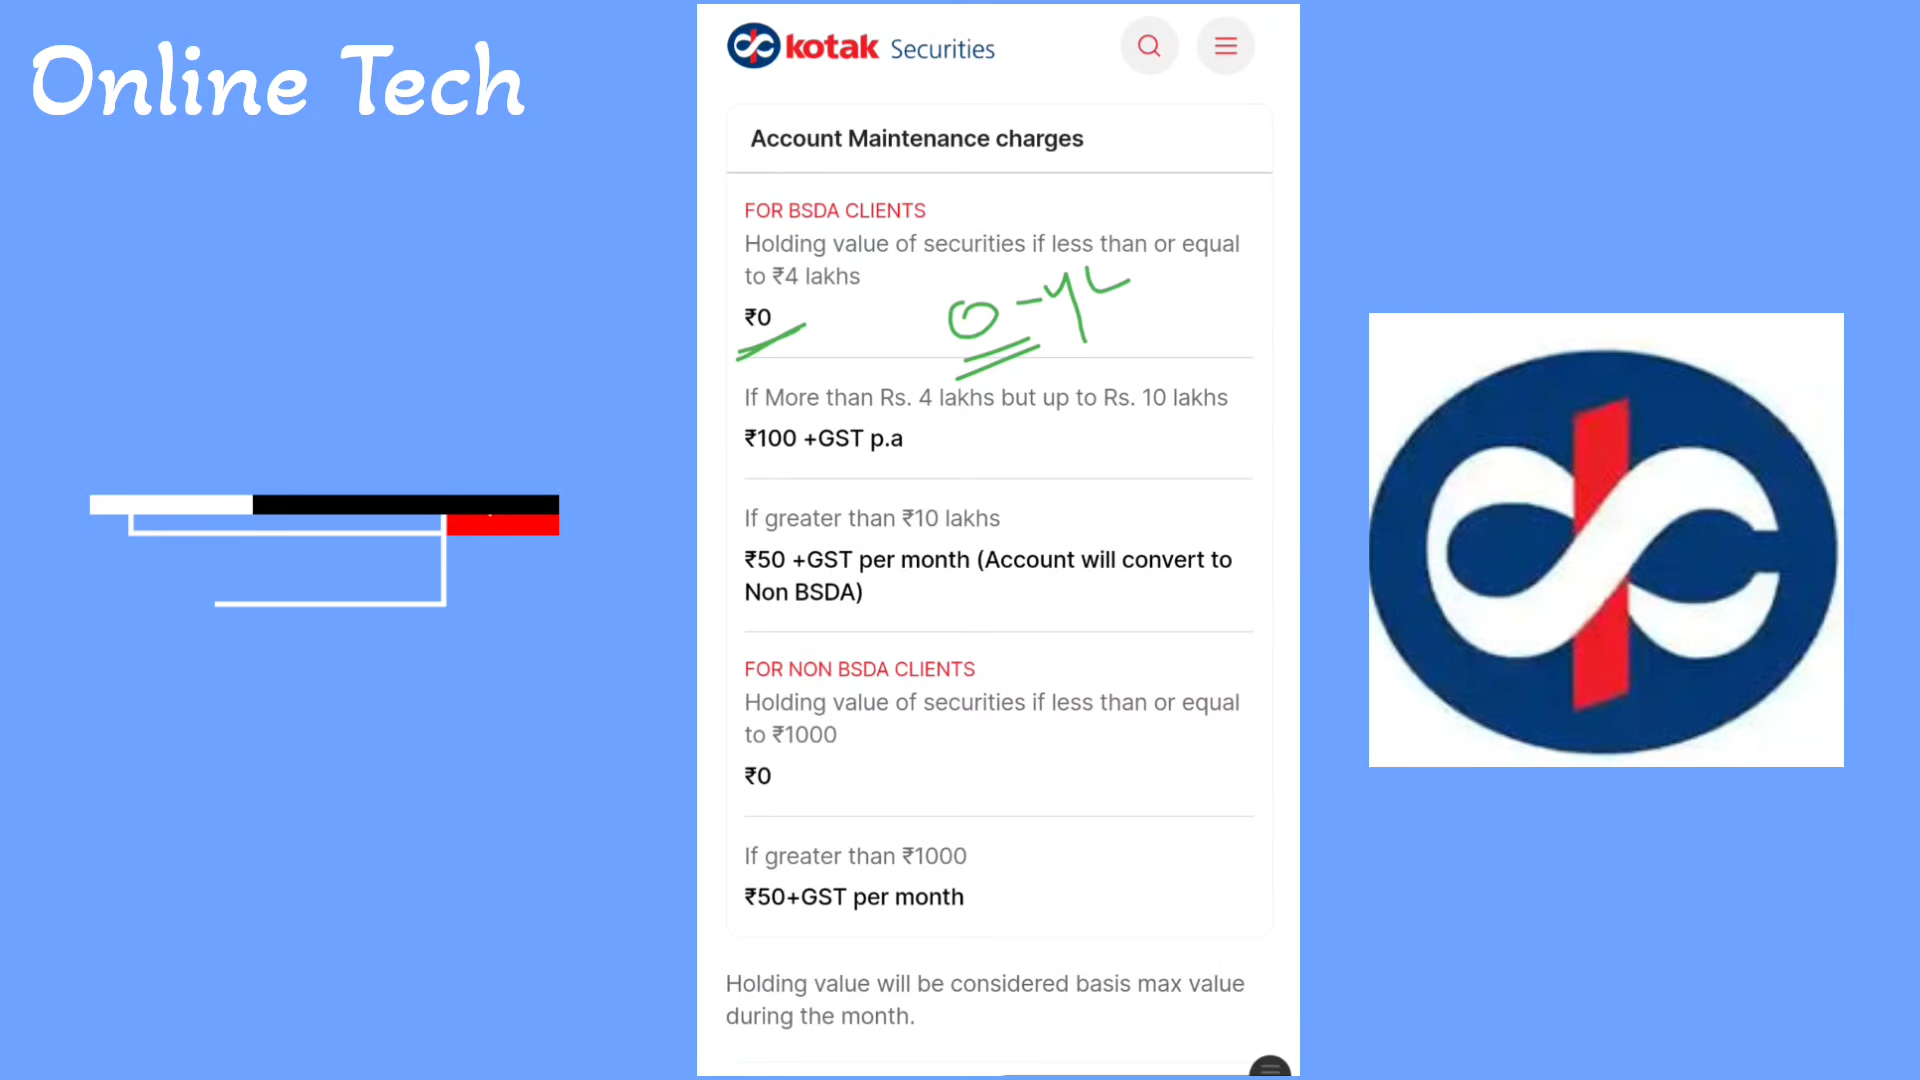 Online Tech
kotak Securities
Account Maintenance charges
FOR BSDA CLIENTS
Holding value of securities if less than or equal
to ₹4 lakhs
₹0
0-4L
If More than Rs. 4 lakhs but up to Rs. 10 lakhs
₹100 +GST p.a
If greater than ₹10 lakhs
₹50 +GST per month (Account will convert to
Non BSDA)
FOR NON BSDA CLIENTS
Holding value of securities if less than or equal
to ₹1000
₹0
If greater than ₹1000
₹50+GST per month
Holding value will be considered basis max value
during the month.